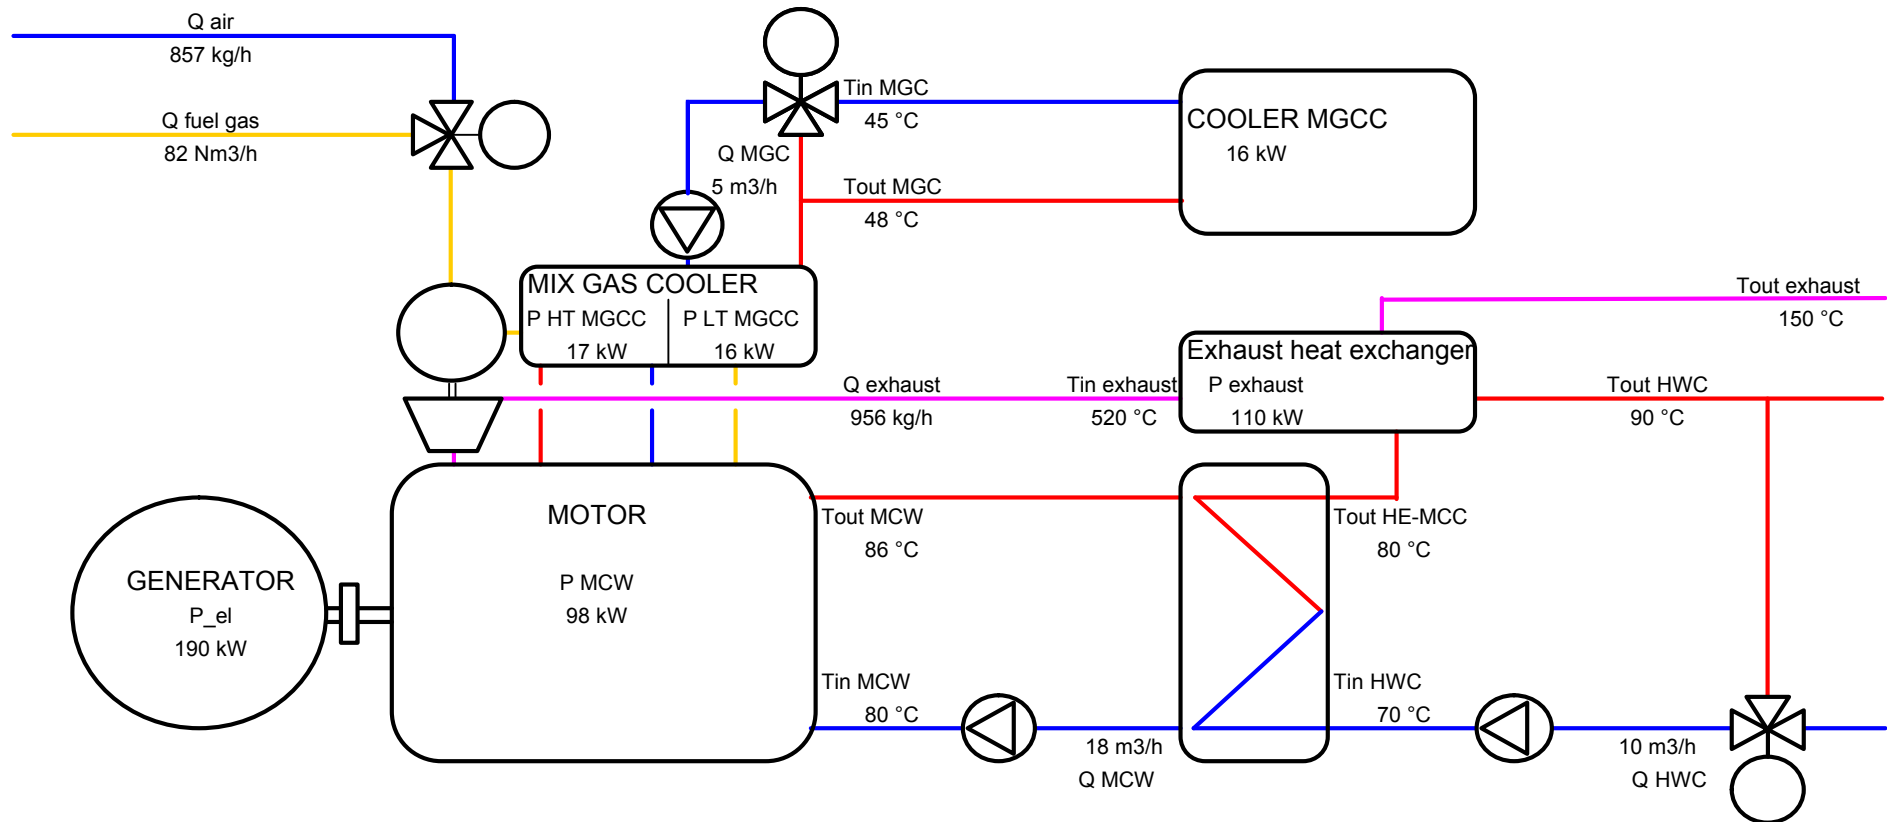 Q air
857 kg/h
Q fuel gas
82 Nm3/h
Tin MGC
45 °C
Q MGC
5 m3/h
Tout MGC
48 °C
COOLER MGCC
16 kW
MIX GAS COOLER
P HT MGCC
17 kW
P LT MGCC
16 kW
Tout exhaust
150 °C
Exhaust heat exchanger
P exhaust
110 kW
Q exhaust
956 kg/h
Tin exhaust
520 °C
Tout HWC
90 °C
GENERATOR
P_el
190 kW
MOTOR
P MCW
98 kW
Tout MCW
86 °C
Tin MCW
80 °C
Tout HE-MCC
80 °C
Tin HWC
70 °C
18 m3/h
Q MCW
10 m3/h
Q HWC